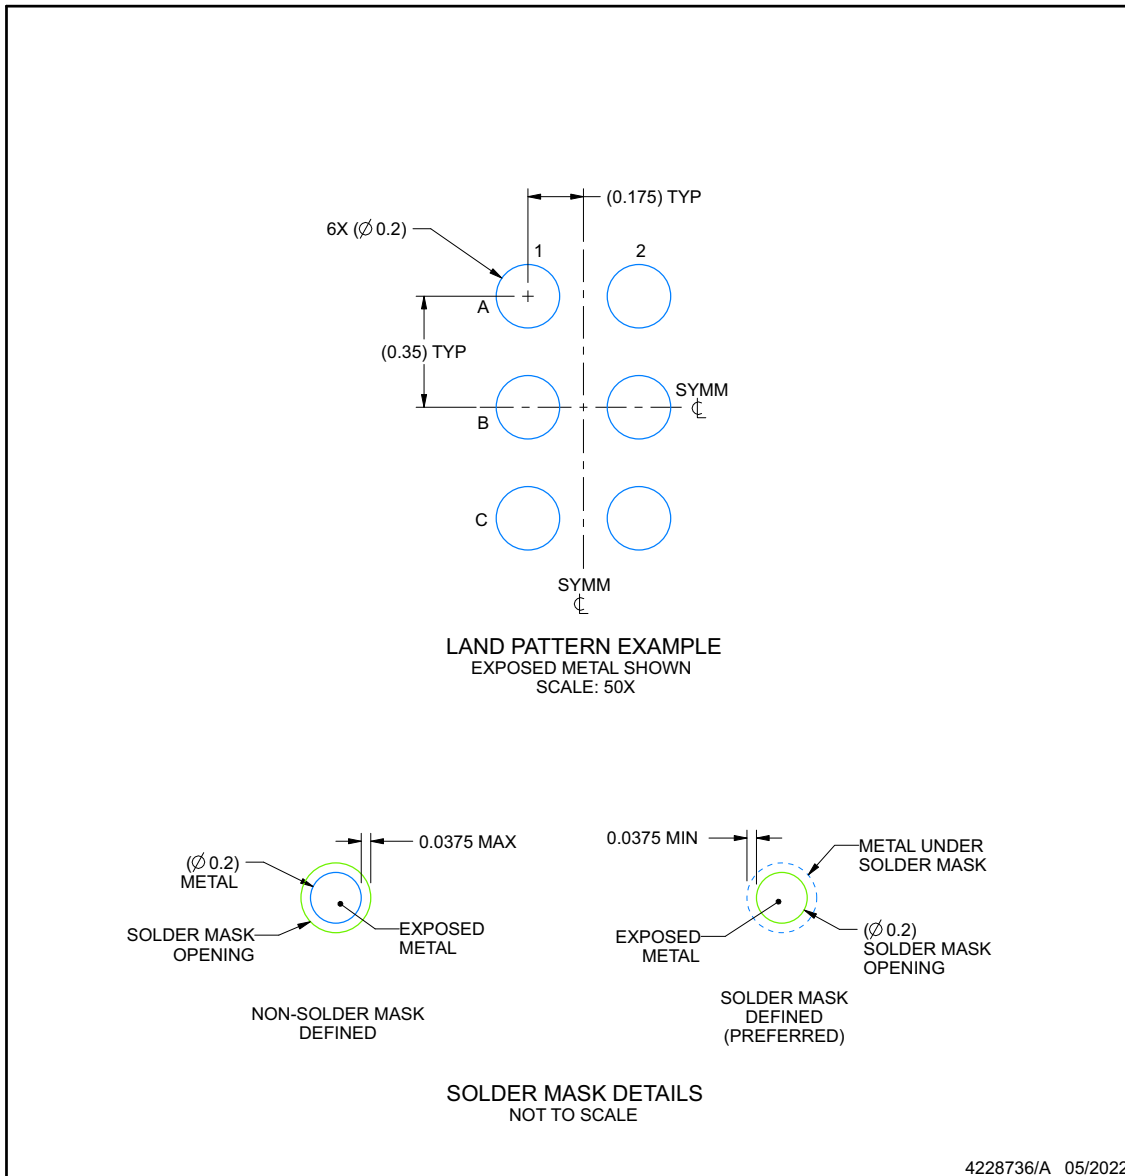 (0.175) TYP
6X (∅ 0.2)
1
2
A
(0.35) TYP
SYMM
℄
B
C
SYMM
℄
LAND PATTERN EXAMPLE
EXPOSED METAL SHOWN
SCALE: 50X
0.0375 MAX
(∅ 0.2)
METAL
SOLDER MASK
OPENING
EXPOSED
METAL
NON-SOLDER MASK
DEFINED
0.0375 MIN
METAL UNDER
SOLDER MASK
EXPOSED
METAL
(∅ 0.2)
SOLDER MASK
OPENING
SOLDER MASK
DEFINED
(PREFERRED)
SOLDER MASK DETAILS
NOT TO SCALE
4228736/A 05/2022